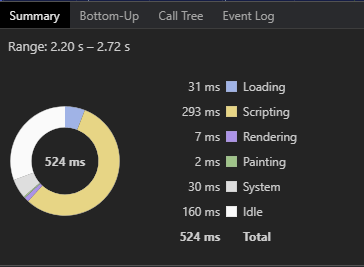 Summary Bottom-Up Call Tree Event Log
Range: 2.20 s – 2.72 s
31 ms Loading
293 ms Scripting
7 ms Rendering
524 ms
2 ms Painting
30 ms System
160 ms Idle
524 ms Total